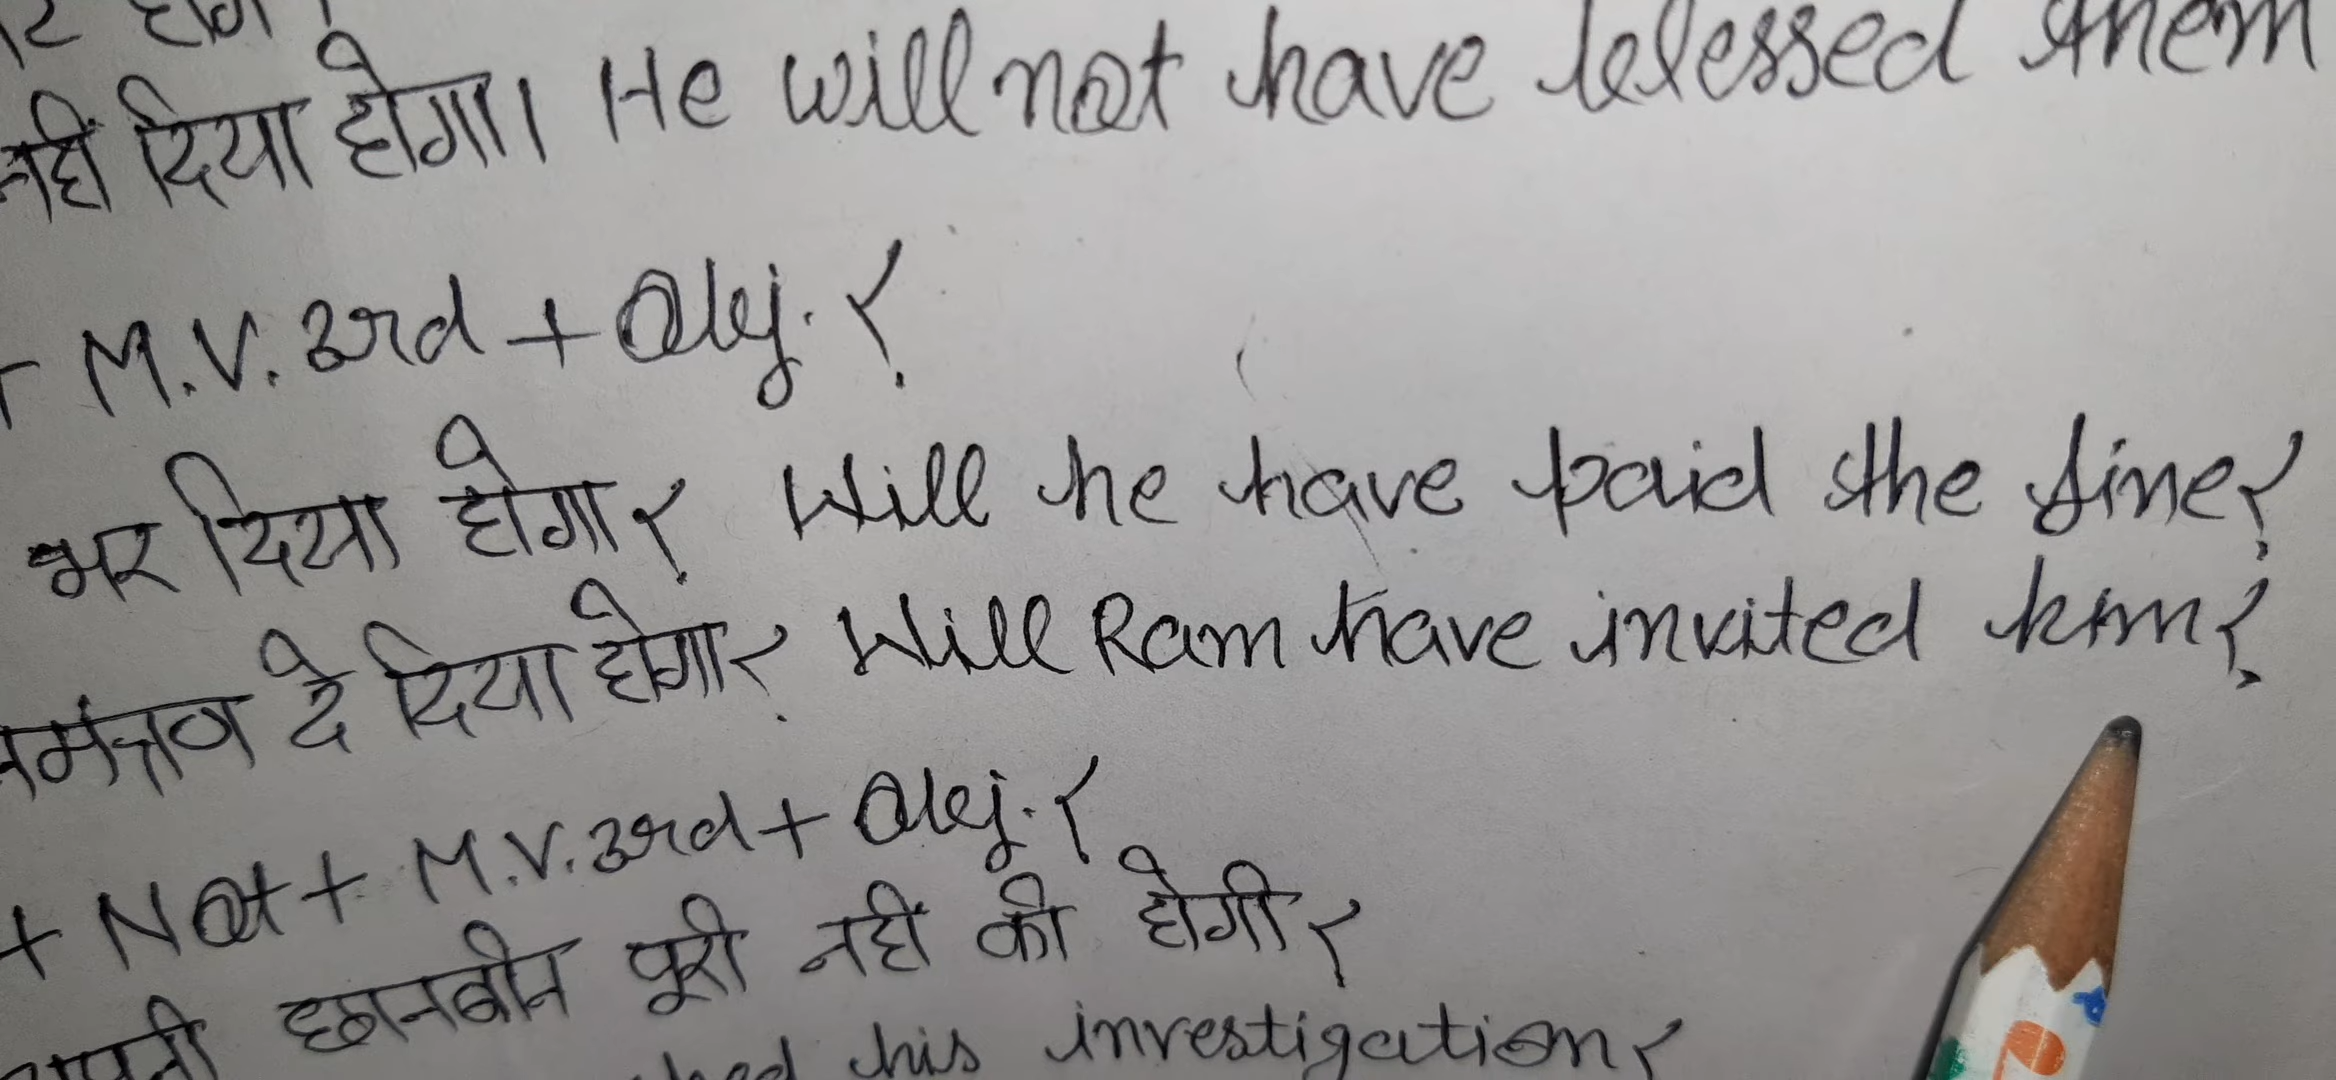 नहीं दिया होगा। He will not have blessed them
M.V. 3rd + Obj. ?
भर दिया होगा? Will he have paid the fine?
दे दिया होगा? Will Ram have invited him?
+ Not + M.V. 3rd + Obj. ?
छानबीन पूरी नहीं की होगी?
his investigation?